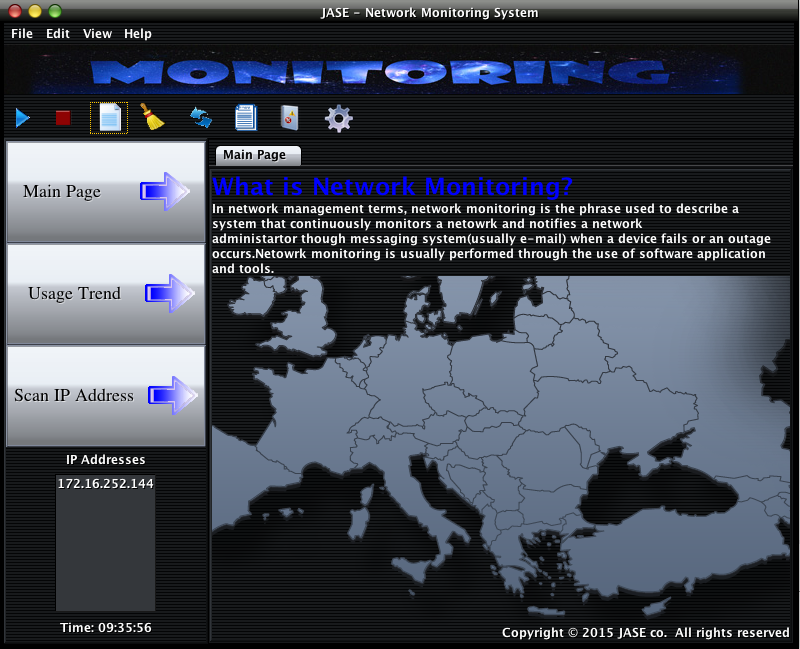 JASE - Network Monitoring System
File Edit View Help
MONITORING
Main Page
Usage Trend
Scan IP Address
IP Addresses
172.16.252.144
Time: 09:35:56
Main Page
What is Network Monitoring?
In network management terms, network monitoring is the phrase used to describe a
system that continuously monitors a netowrk and notifies a network
administartor though messaging system(usually e-mail) when a device fails or an outage
occurs.Netowrk monitoring is usually performed through the use of software application
and tools.
Copyright © 2015 JASE co. All rights reserved